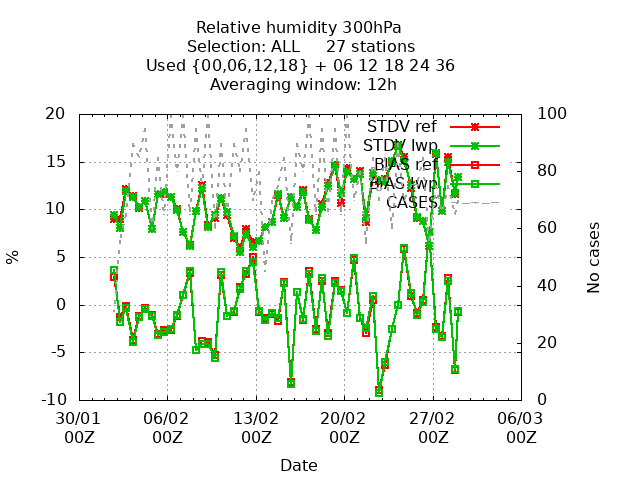 Relative humidity 300hPa
Selection: ALL 27 stations
Used {00,06,12,18} + 06 12 18 24 36
Averaging window: 12h
STDV ref
STDV lwp
BIAS ref
BIAS lwp
CASES
20
15
10
5
0
-5
-10
%
100
80
60
40
20
0
No cases
30/01 06/02 13/02 20/02 27/02 06/03
00Z 00Z 00Z 00Z 00Z 00Z
Date